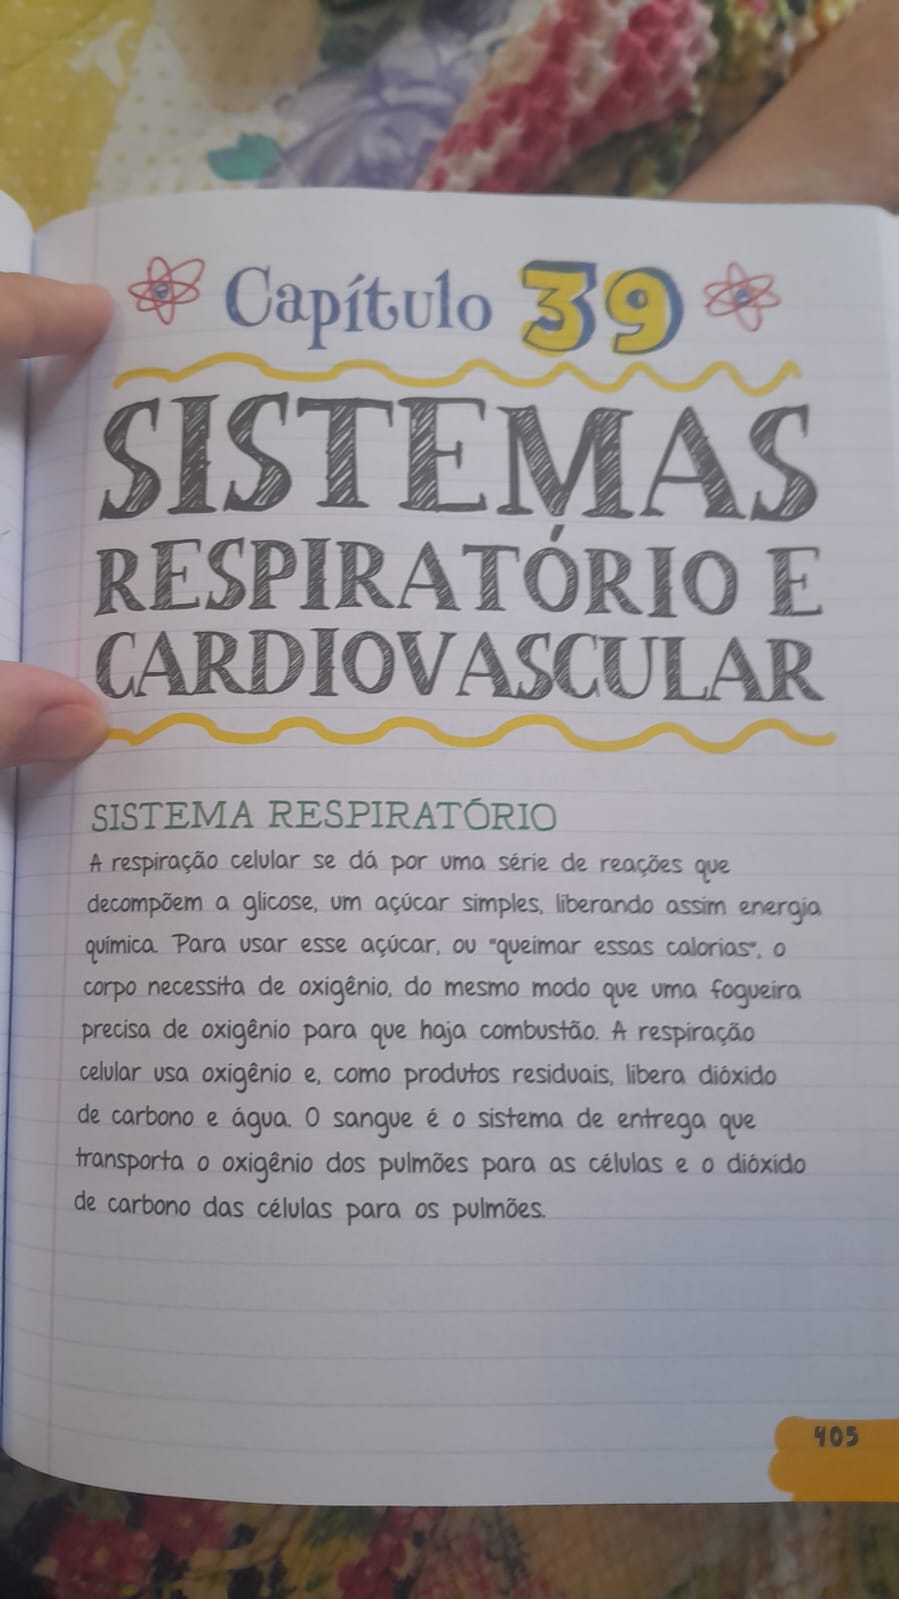 Capítulo 39
SISTEMAS
RESPIRATÓRIO E
CARDIOVASCULAR
SISTEMA RESPIRATÓRIO
A respiração celular se dá por uma série de reações que
decompõem a glicose, um açúcar simples, liberando assim energia
química. Para usar esse açúcar, ou "queimar essas calorias", o
corpo necessita de oxigênio, do mesmo modo que uma fogueira
precisa de oxigênio para que haja combustão. A respiração
celular usa oxigênio e, como produtos residuais, libera dióxido
de carbono e água. O sangue é o sistema de entrega que
transporta o oxigênio dos pulmões para as células e o dióxido
de carbono das células para os pulmões.
405